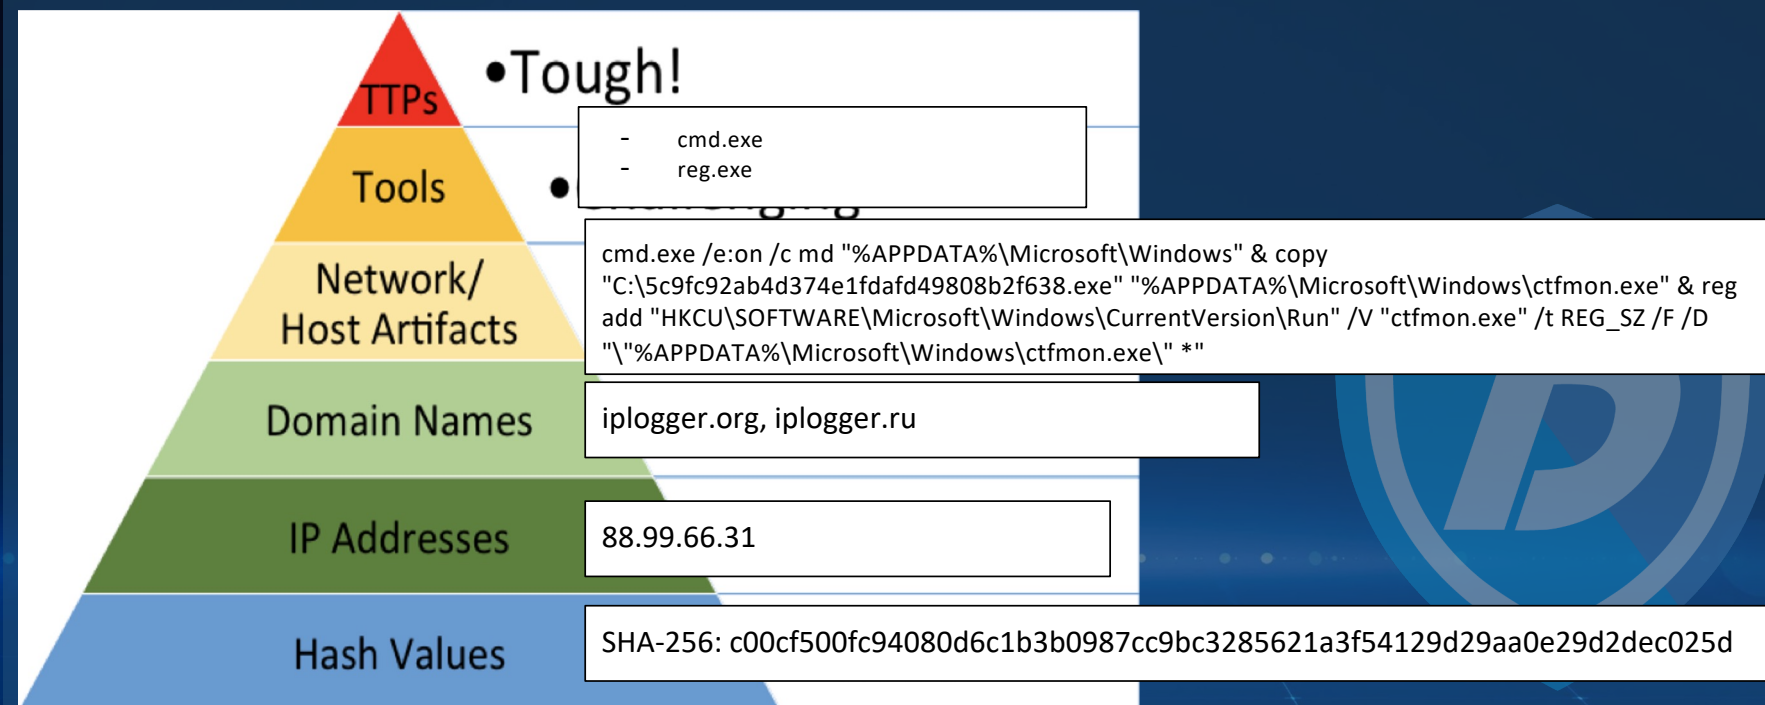 TTPs
•Tough!
- cmd.exe
- reg.exe
Tools
•Challenging
Network/
Host Artifacts
cmd.exe /e:on /c md "%APPDATA%\Microsoft\Windows" & copy
"C:\5c9fc92ab4d374e1fdafd49808b2f638.exe" "%APPDATA%\Microsoft\Windows\ctfmon.exe" & reg
add "HKCU\SOFTWARE\Microsoft\Windows\CurrentVersion\Run" /V "ctfmon.exe" /t REG_SZ /F /D
"\"%APPDATA%\Microsoft\Windows\ctfmon.exe\" *"
Domain Names
iplogger.org, iplogger.ru
IP Addresses
88.99.66.31
Hash Values
SHA-256: c00cf500fc94080d6c1b3b0987cc9bc3285621a3f54129d29aa0e29d2dec025d